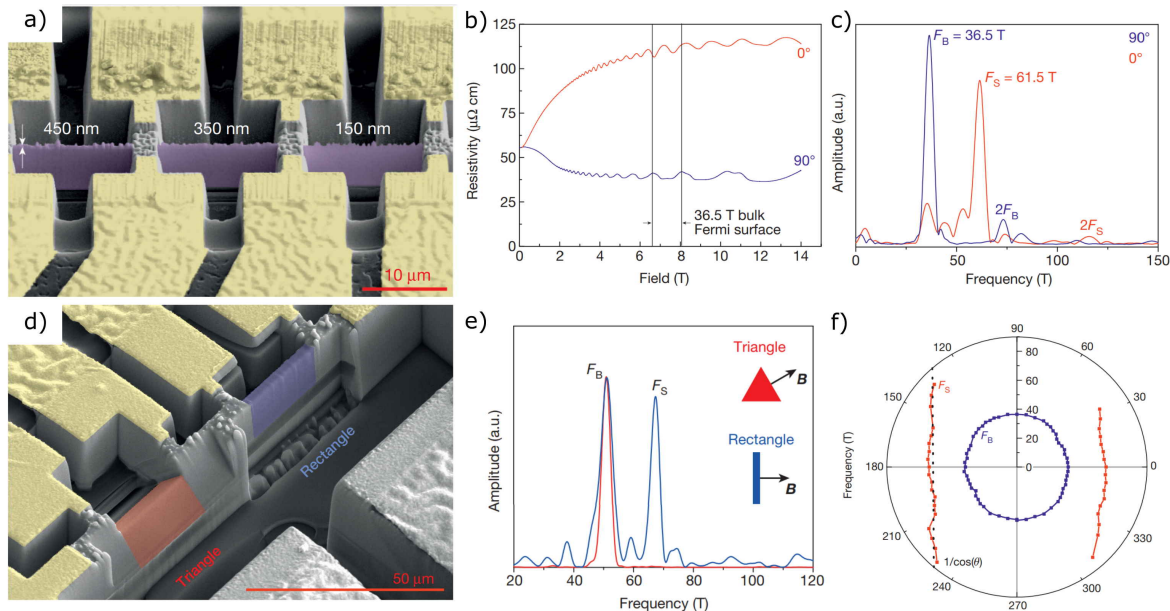 a)
450 nm
350 nm
150 nm
10 μm
b)
Resistivity (μΩ cm)
125
100
75
50
25
0
0°
90°
36.5 T bulk
Fermi surface
0 2 4 6 8 10 12 14
Field (T)
c)
Amplitude (a.u.)
F_B = 36.5 T
90°
0°
F_S = 61.5 T
2F_B
2F_S
0 50 100 150
Frequency (T)
d)
Rectangle
Triangle
50 μm
e)
Amplitude (a.u.)
F_B
F_S
Triangle
B
Rectangle
B
20 40 60 80 100 120
Frequency (T)
f)
Frequency (T)
90
120
60
150
30
180
0
210
330
240
300
270
80
60
40
20
0
20
40
60
80
F_S
F_B
1/cos(θ)